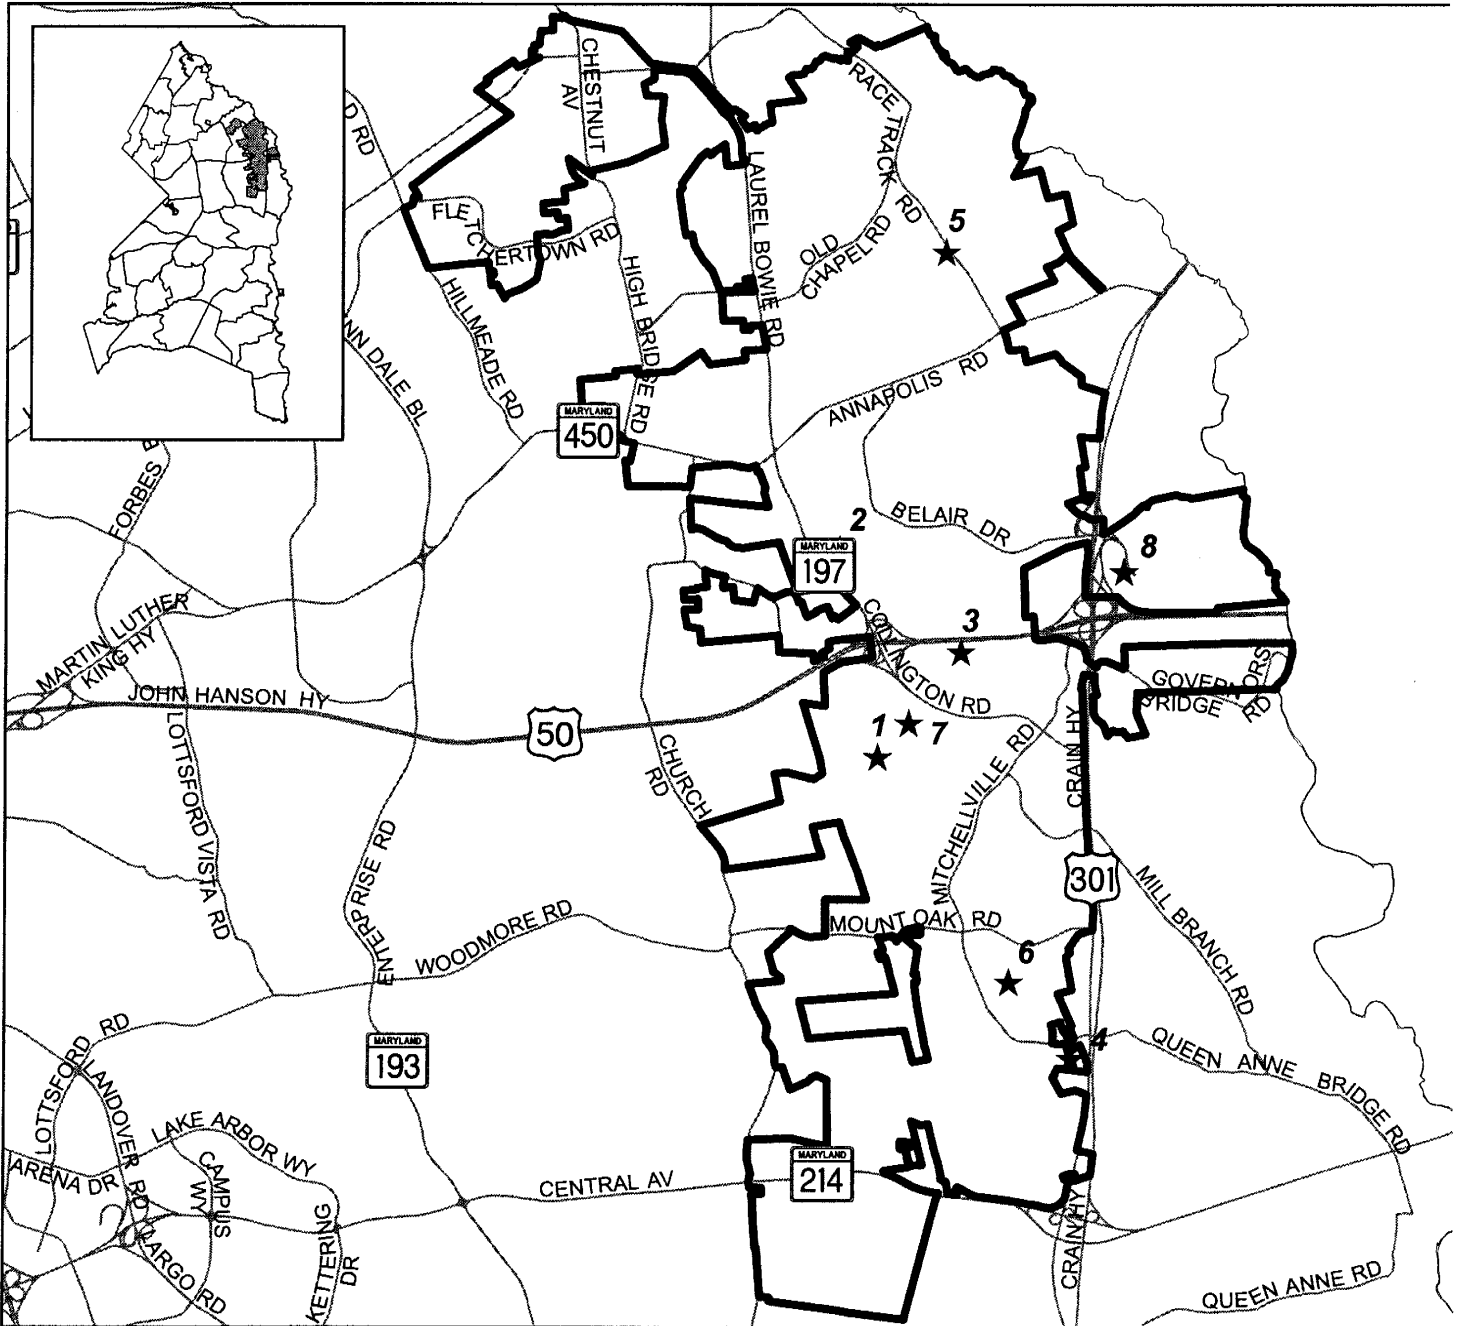 CHESTNUT
AV
RACE TRACK
RD
D RD
LAUREL BOWIE RD
FLETCHERTOWN RD
OLD
CHAPEL RD
5
HIGH BRIDGE RD
HILLMEADE RD
NN DALE BL
ANNAPOLIS RD
MARYLAND
450
FORBES B
BELAIR DR
2
MARYLAND
197
8
3
MARTIN LUTHER
KING HY
COLLINGTON RD
JOHN HANSON HY
GOVERNORS
BRIDGE
RD
50
1
7
LOTTSFORD VISTA RD
CHURCH
RD
CRAIN HY
MITCHELLVILLE RD
ENTERPRISE RD
301
MILL BRANCH RD
MOUNT OAK RD
WOODMORE RD
6
LOTTSFORD RD
MARYLAND
193
4
QUEEN ANNE BRIDGE RD
LANDOVER RD
LAKE ARBOR WY
ARENA DR
CAMPUS
WY
CENTRAL AV
MARYLAND
214
KETTERING
DR
LARGO RD
CRAIN HY
QUEEN ANNE RD